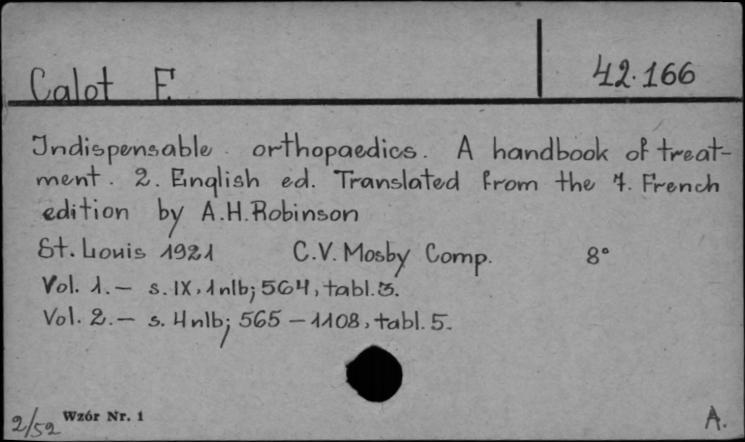 Calot F. 42.166
Indispensable orthopaedics. A handbook of treat-
ment. 2. English ed. Translated from the 7. French
edition by A.H. Robinson
St. Louis 1921 C.V. Mosby Comp. 8°
Vol. 1.— s. IX, 1 nlb; 564, tabl. 3.
Vol. 2.— s. 4 nlb; 565 – 1108, tabl. 5.
2/52 Wzór Nr. 1 A.